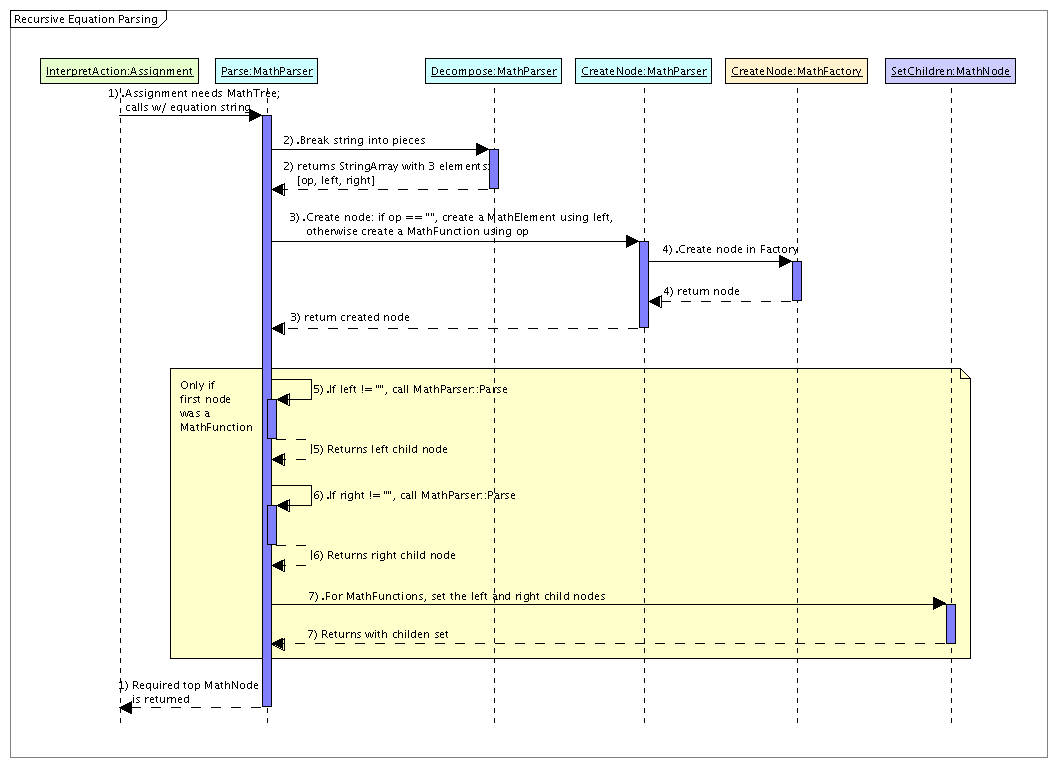 Recursive Equation Parsing
InterpretAction:Assignment
Parse:MathParser
Decompose:MathParser
CreateNode:MathParser
CreateNode:MathFactory
SetChildren:MathNode
1) .Assignment needs MathTree;
calls w/ equation string
2) .Break string into pieces
2) returns StringArray with 3 elements:
[op, left, right]
3) .Create node: if op == "", create a MathElement using left,
otherwise create a MathFunction using op
4) .Create node in Factory
4) return node
3) return created node
Only if
first node
was a
MathFunction
5) .If left != "", call MathParser::Parse
5) Returns left child node
6) .If right != "", call MathParser::Parse
6) Returns right child node
7) .For MathFunctions, set the left and right child nodes
7) Returns with childen set
1) Required top MathNode
is returned